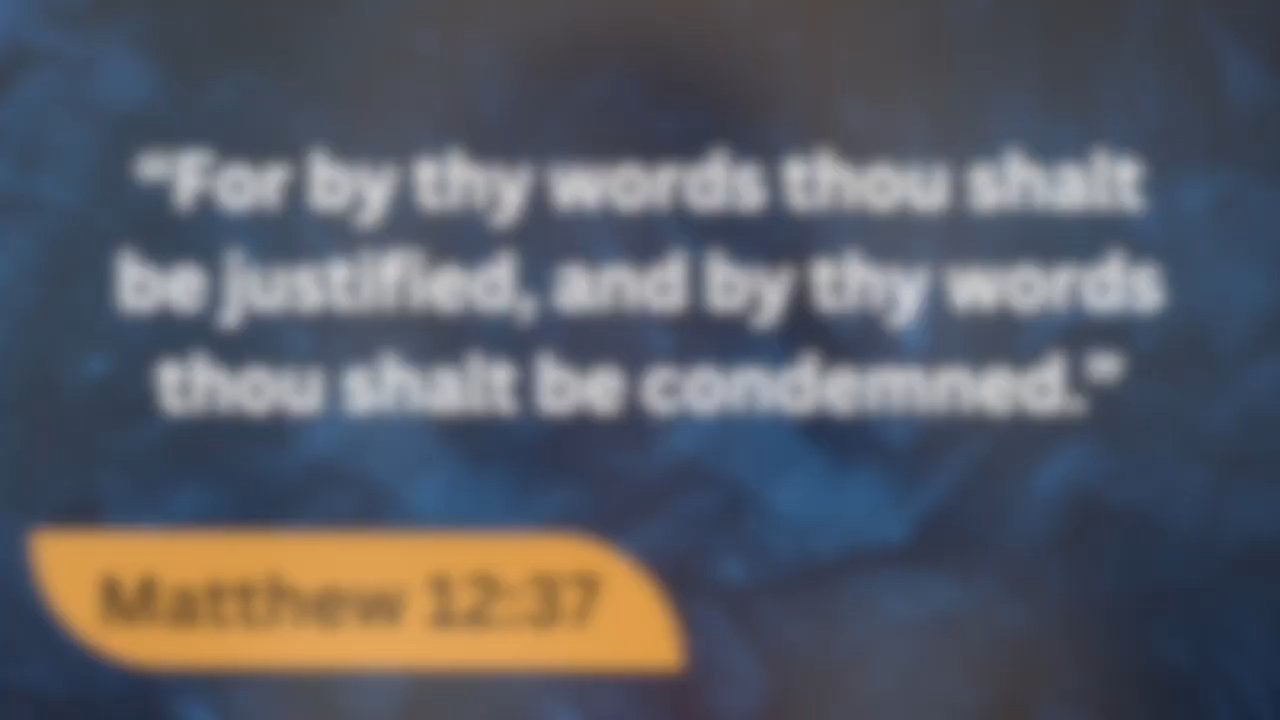 “For by thy words thou shalt
be justified, and by thy words
thou shalt be condemned.”
Matthew 12:37